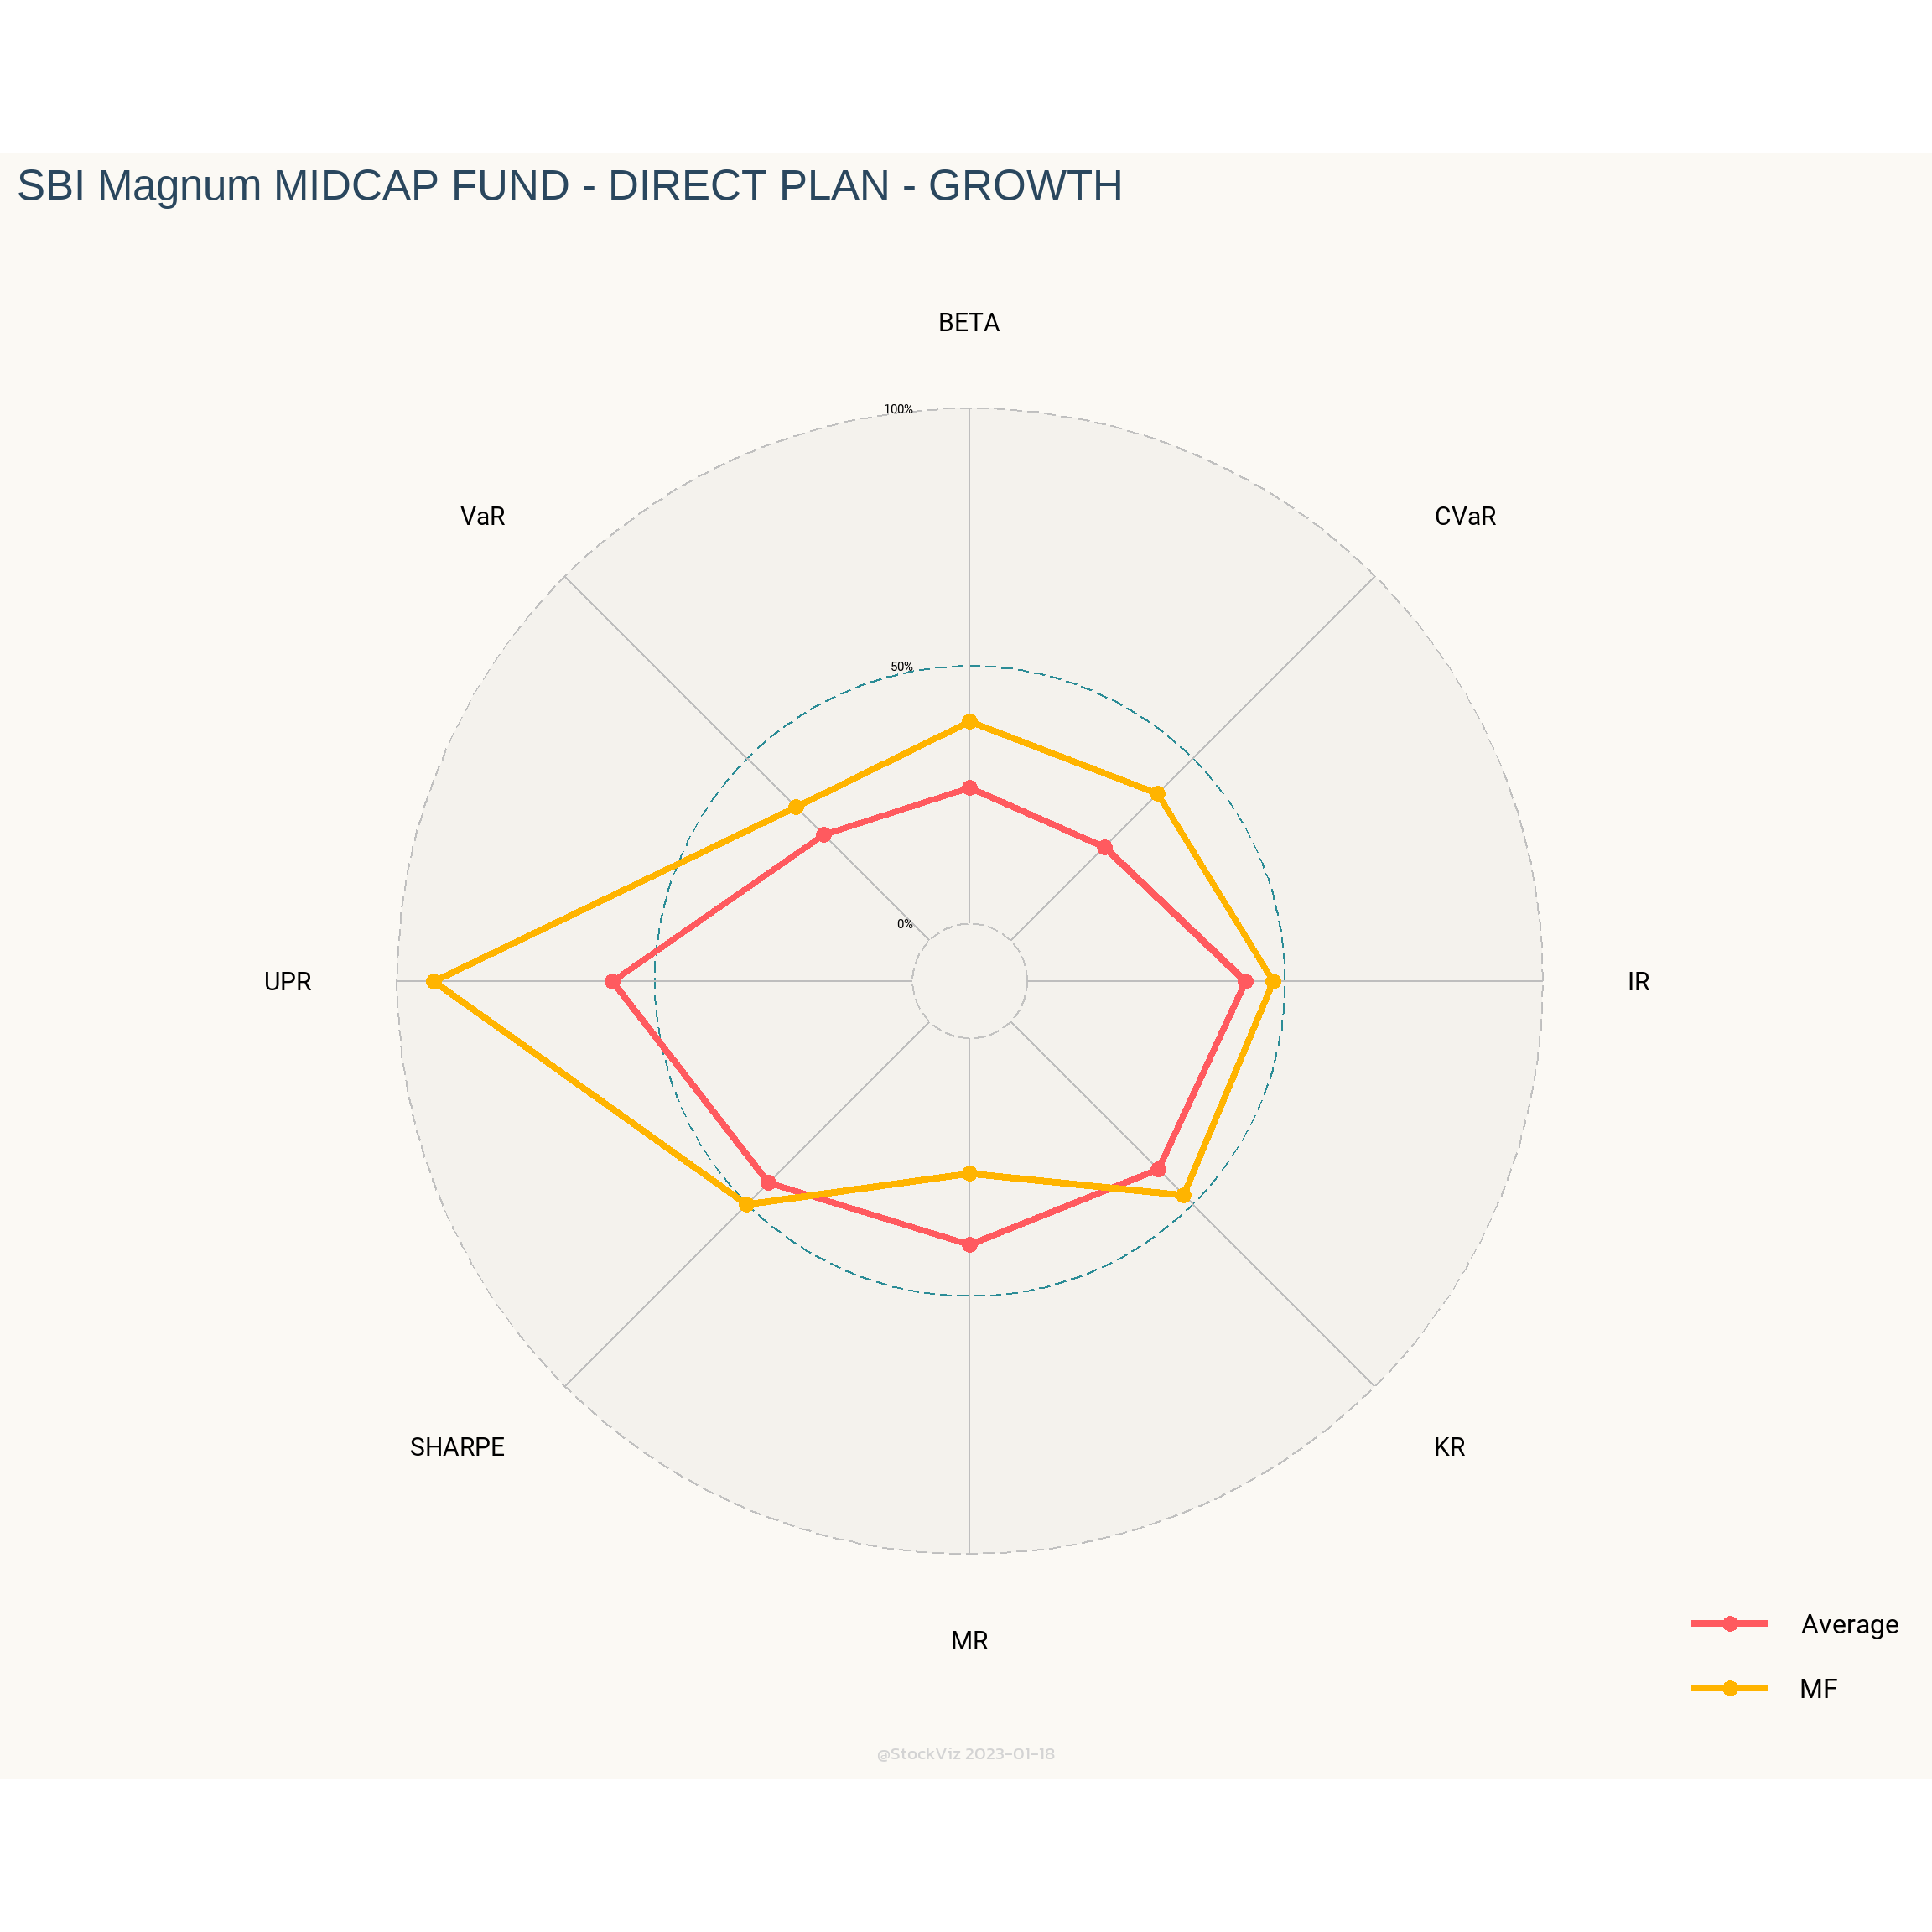 SBI Magnum MIDCAP FUND - DIRECT PLAN - GROWTH
BETA
100%
VaR
CVaR
50%
0%
UPR
IR
SHARPE
KR
MR
Average
MF
@StockViz 2023-01-18